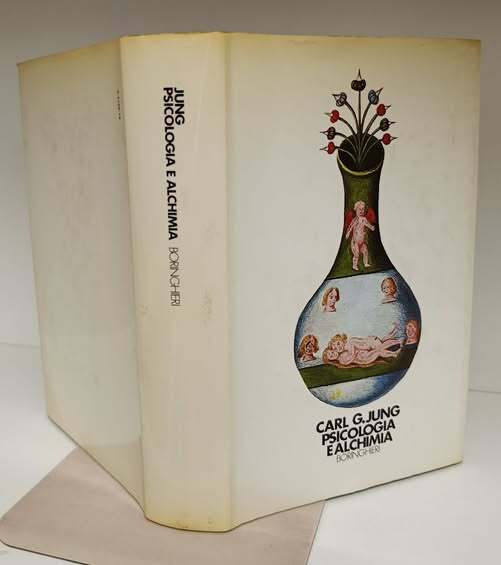 JUNG
PSICOLOGIA E ALCHIMIA BORINGHIERI
CARL G. JUNG
PSICOLOGIA
E ALCHIMIA
BORINGHIERI